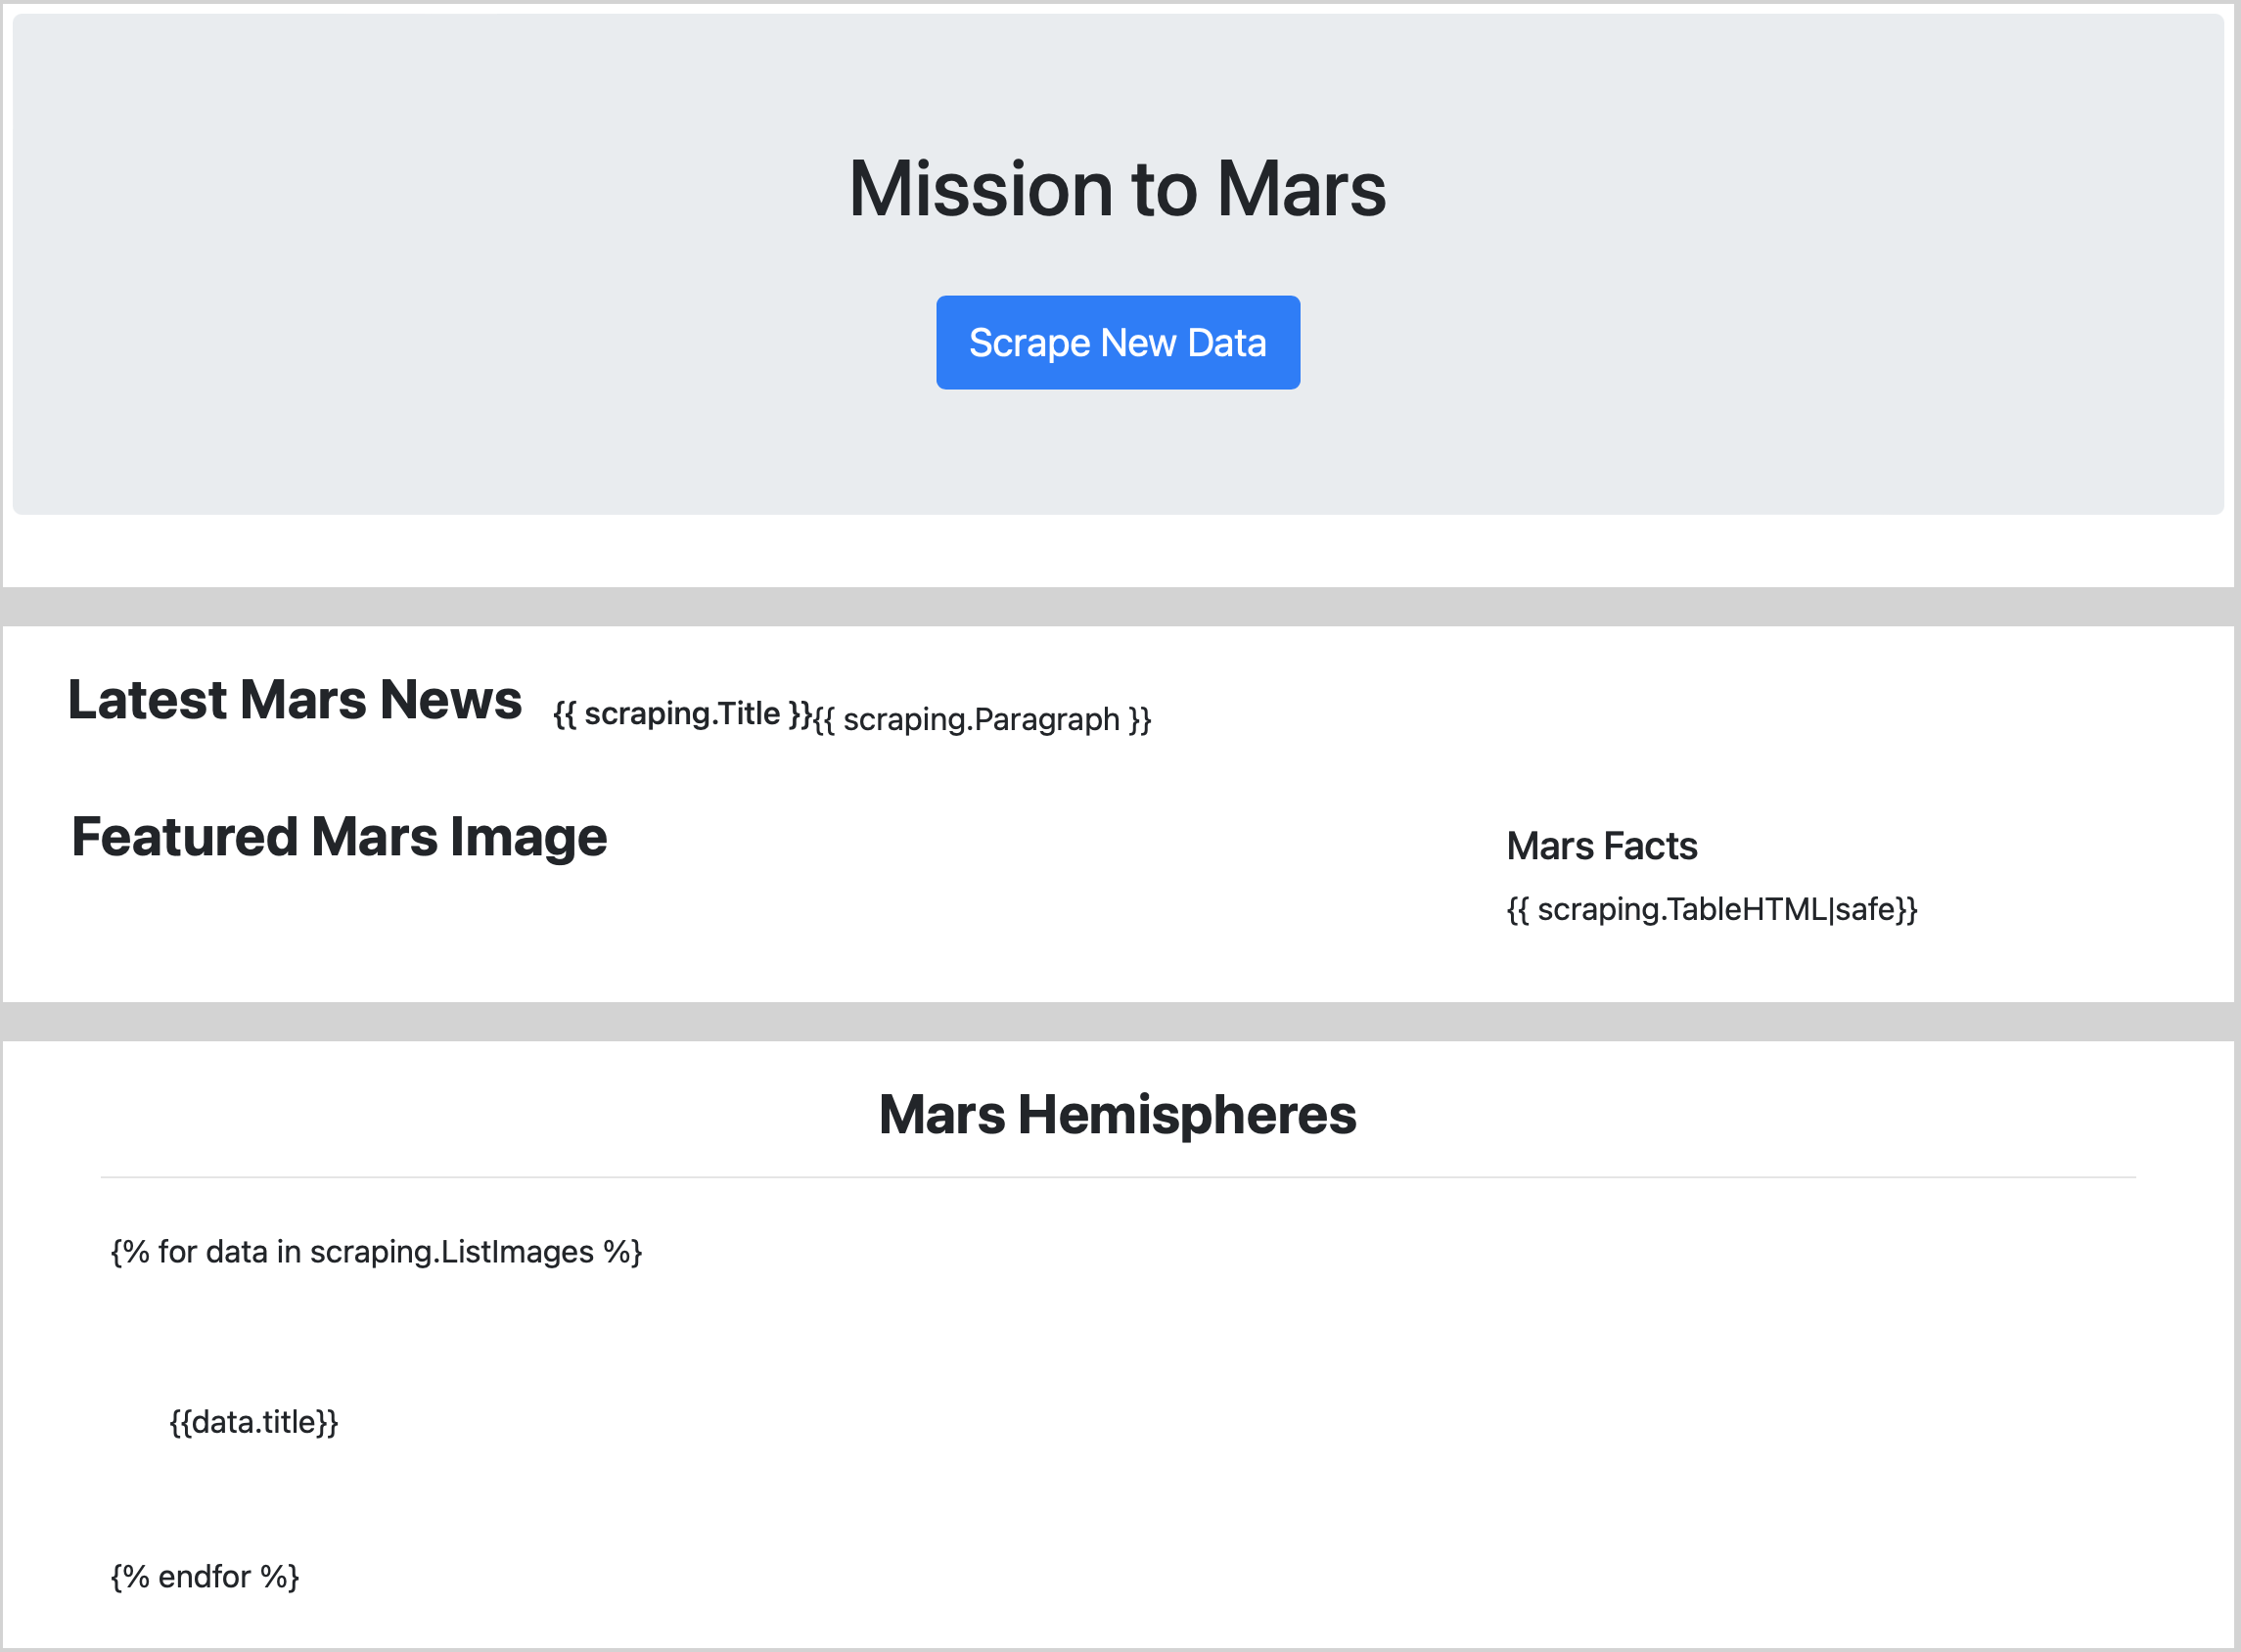 Mission to Mars
Scrape New Data
Latest Mars News {{ scraping.Title }}{{ scraping.Paragraph }}
Featured Mars Image
Mars Facts
{{ scraping.TableHTML|safe}}
Mars Hemispheres
{% for data in scraping.ListImages %}
{{data.title}}
{% endfor %}